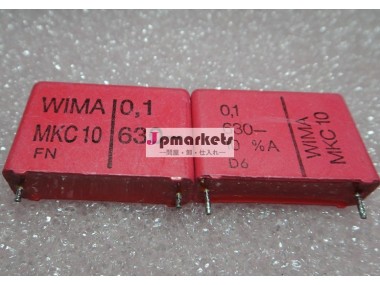 WIMA 0,1
MKC 10 63
FN
Jpmarkets
0,1
630–
%A
D6
WIMA
MKC 10